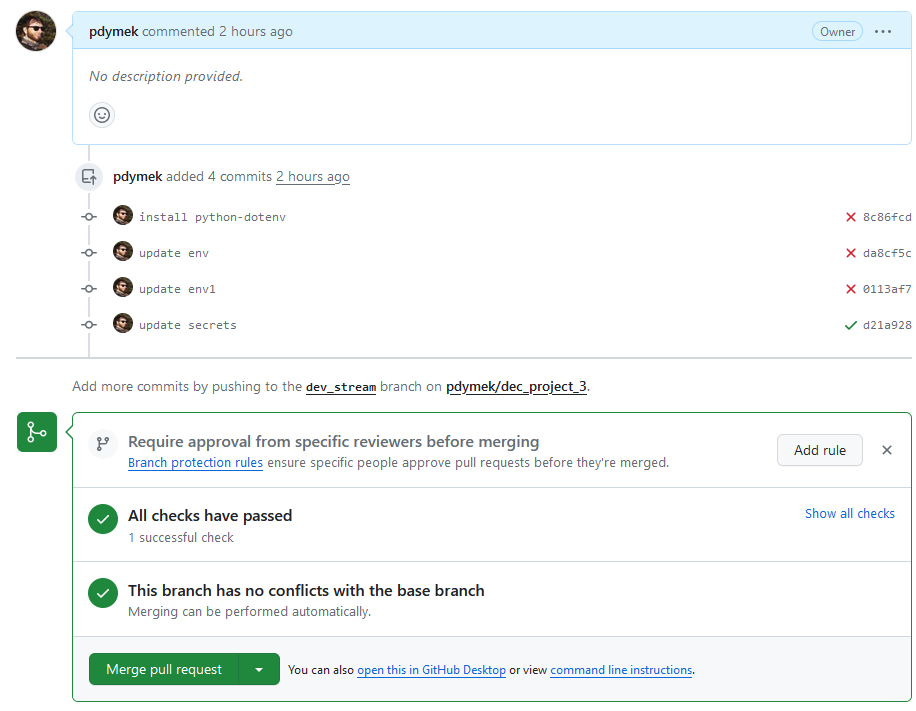 pdymek commented 2 hours ago Owner ...
No description provided.
pdymek added 4 commits 2 hours ago
install python-dotenv 8c86fcd
update env da8cf5c
update env1 0113af7
update secrets d21a928
Add more commits by pushing to the dev_stream branch on pdymek/dec_project_3.
Require approval from specific reviewers before merging
Branch protection rules ensure specific people approve pull requests before they're merged.
Add rule
All checks have passed
1 successful check
Show all checks
This branch has no conflicts with the base branch
Merging can be performed automatically.
Merge pull request You can also open this in GitHub Desktop or view command line instructions.